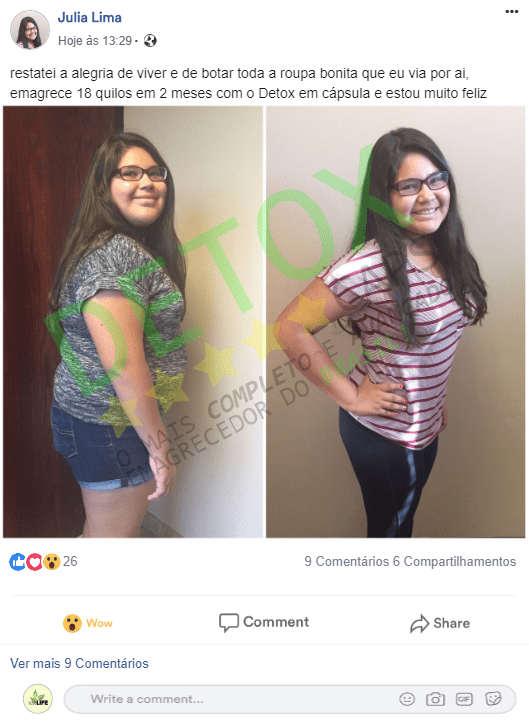 Julia Lima
Hoje às 13:29 ·
restatei a alegria de viver e de botar toda a roupa bonita que eu via por ai,
emagrece 18 quilos em 2 meses com o Detox em cápsula e estou muito feliz
DETOX
O MAIS COMPLETO E
EMAGRECEDOR DO BRASIL
26
9 Comentários 6 Compartilhamentos
Wow
Comment
Share
Ver mais 9 Comentários
LIFE
Write a comment...
GIF